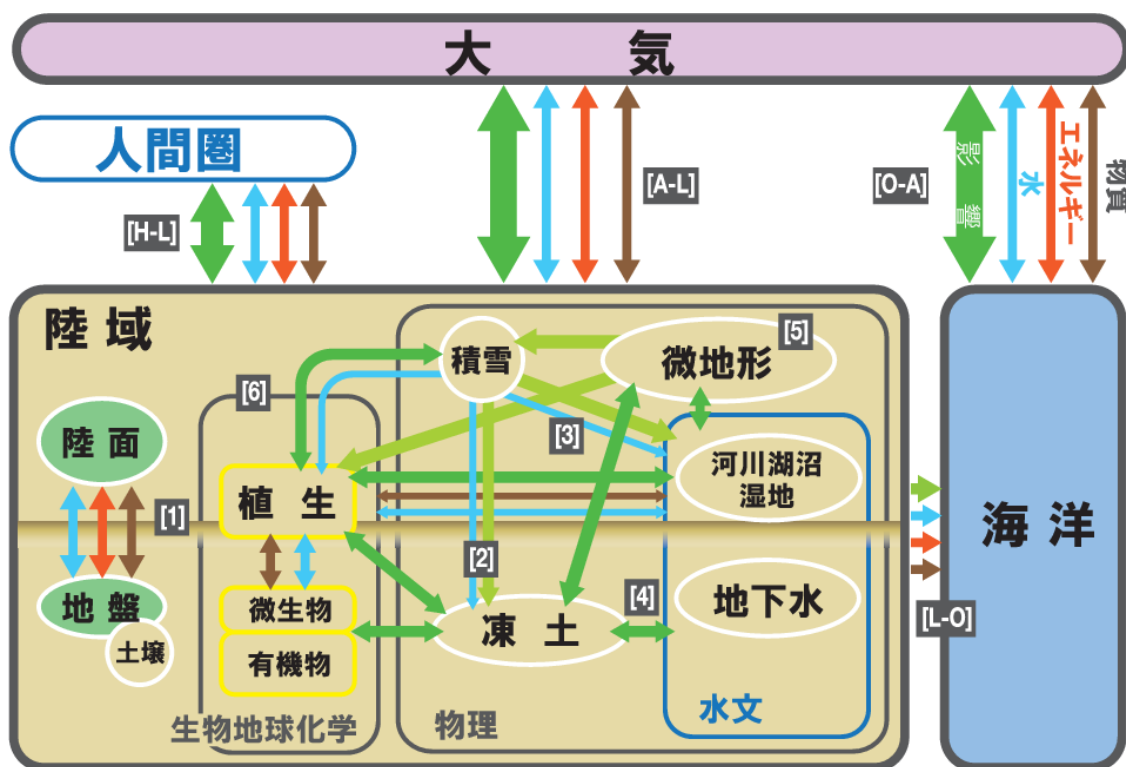 大気
人間圏
[H-L]
[A-L]
[O-A]
影響
水
エネルギー
物質
陸域
積雪
微地形
[5]
[6]
[3]
陸面
植生
河川湖沼
湿地
[1]
[2]
海洋
地盤
土壌
微生物
有機物
凍土
[4]
地下水
[L-O]
生物地球化学
物理
水文